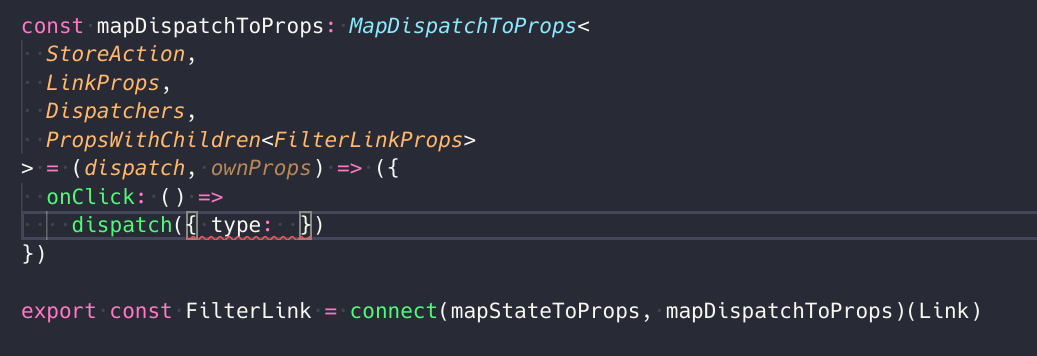 const mapDispatchToProps: MapDispatchToProps<
  StoreAction,
  LinkProps,
  Dispatchers,
  PropsWithChildren<FilterLinkProps>
> = (dispatch, ownProps) => ({
  onClick: () =>
    dispatch({ type:  })
})
export const FilterLink = connect(mapStateToProps, mapDispatchToProps)(Link)